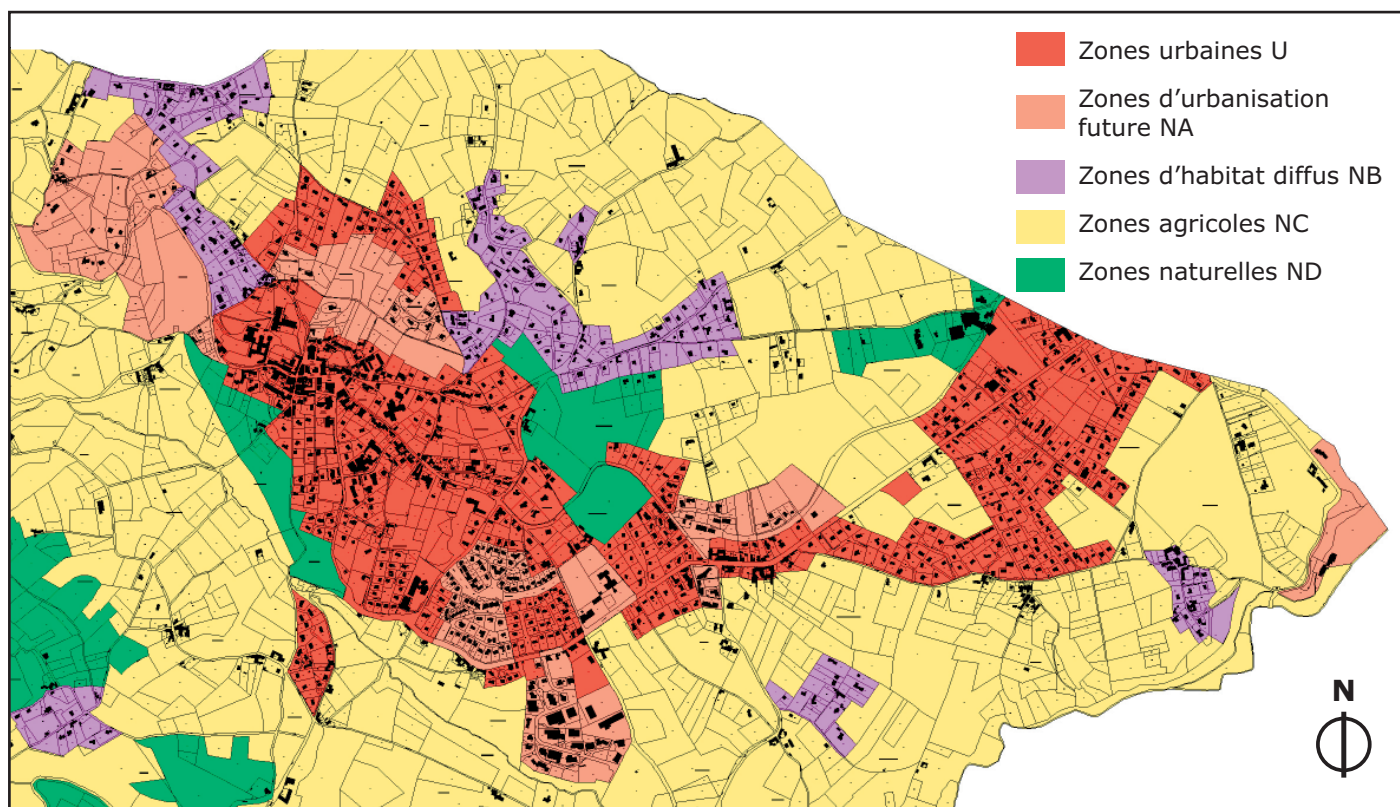 Zones urbaines U
Zones d’urbanisation
future NA
Zones d’habitat diffus NB
Zones agricoles NC
Zones naturelles ND
N